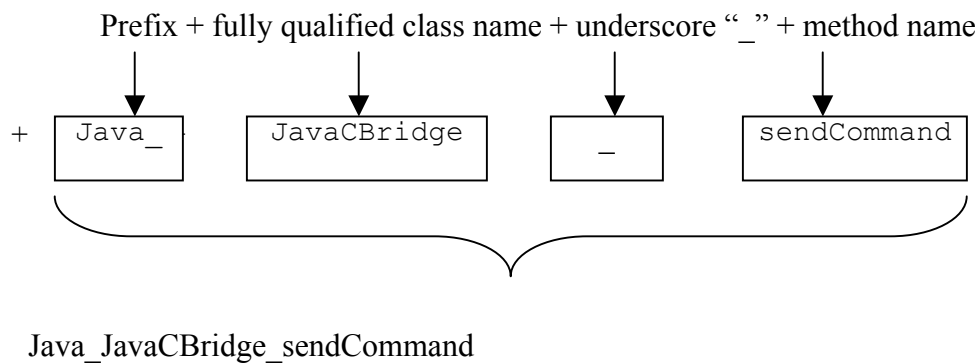 Prefix + fully qualified class name + underscore “_” + method name
+ Java_ JavaCBridge _ sendCommand
Java_JavaCBridge_sendCommand